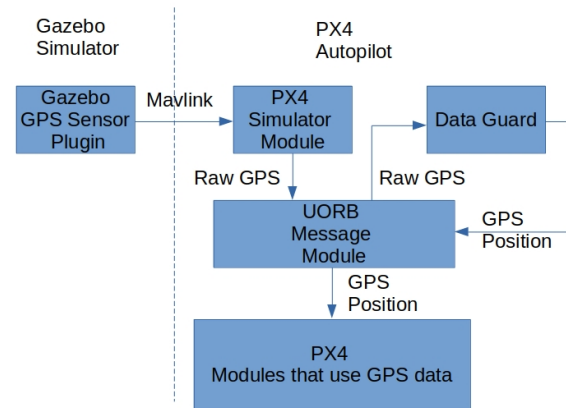 Gazebo
Simulator
PX4
Autopilot
Gazebo
GPS Sensor
Plugin
Mavlink
PX4
Simulator
Module
Data Guard
Raw GPS
Raw GPS
UORB
Message
Module
GPS
Position
GPS
Position
PX4
Modules that use GPS data